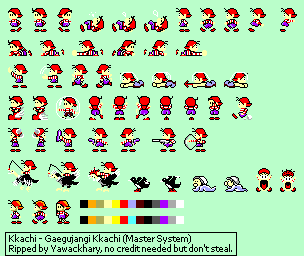 Kkachi - Gaegujangi Kkachi (Master System)
Ripped by Yawackhary, no credit needed but don't steal.